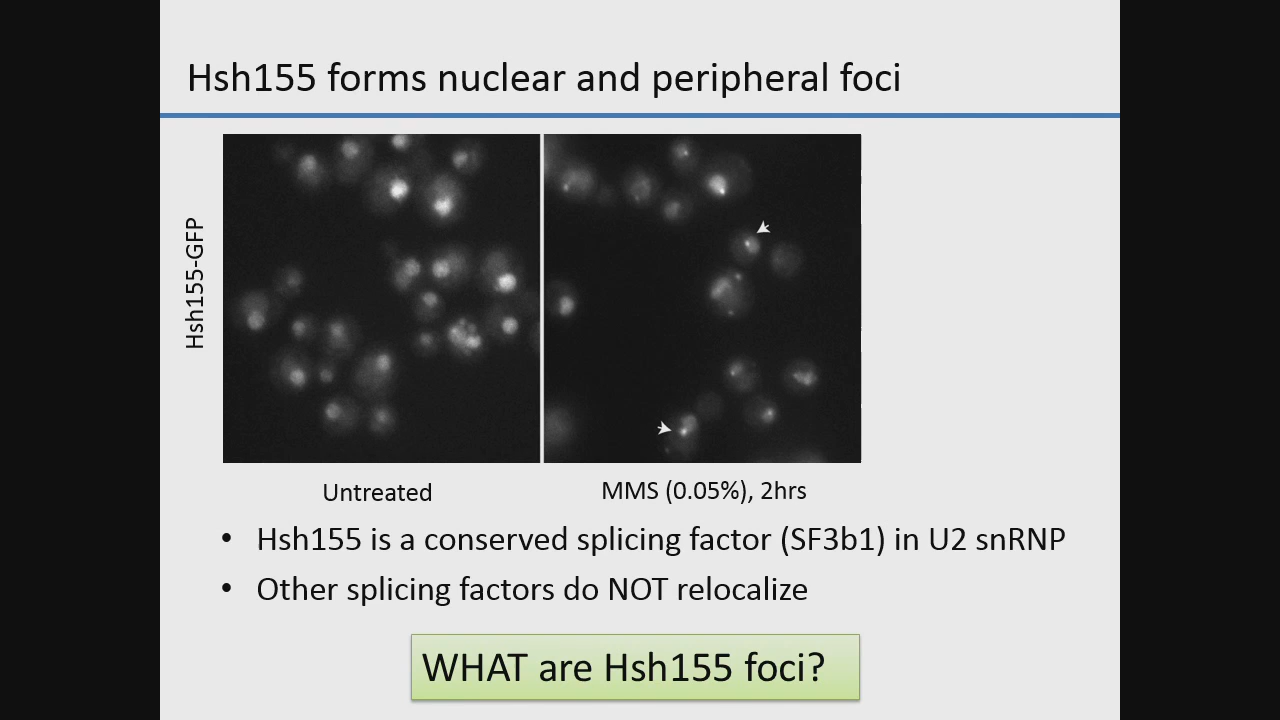 Hsh155 forms nuclear and peripheral foci
Hsh155-GFP
Untreated
MMS (0.05%), 2hrs
• Hsh155 is a conserved splicing factor (SF3b1) in U2 snRNP
• Other splicing factors do NOT relocalize
WHAT are Hsh155 foci?